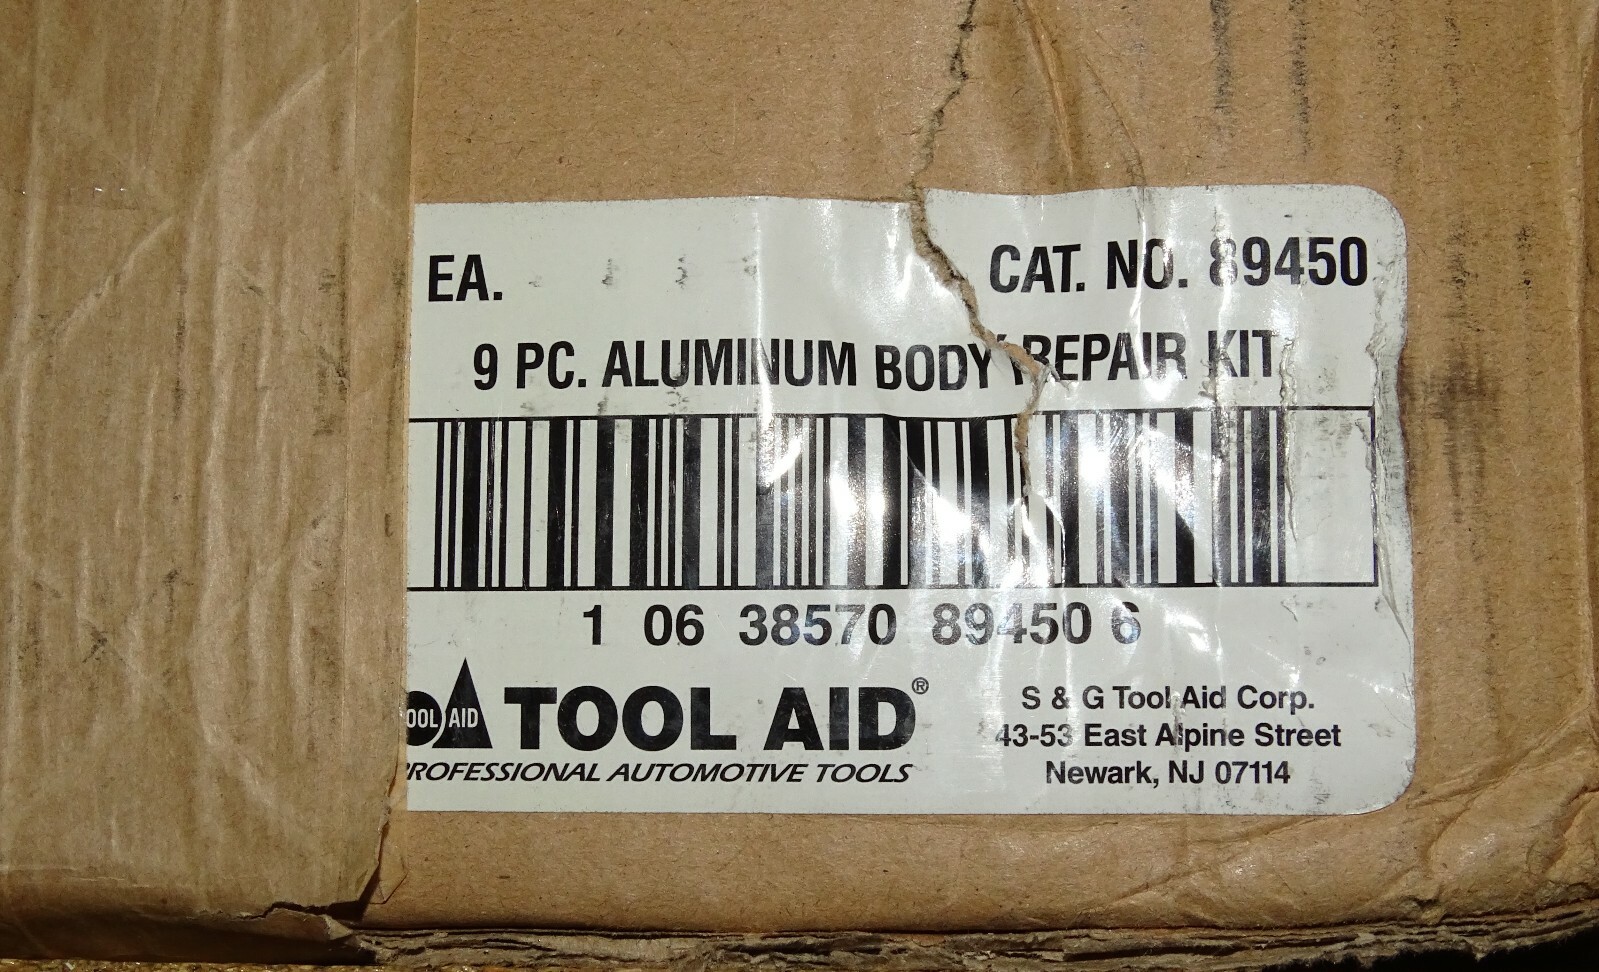 EA. CAT. NO. 89450
9 PC. ALUMINUM BODY REPAIR KIT
1 06 38570 89450 6
OOL AID TOOL AID®
PROFESSIONAL AUTOMOTIVE TOOLS
S & G Tool Aid Corp.
43-53 East Alpine Street
Newark, NJ 07114